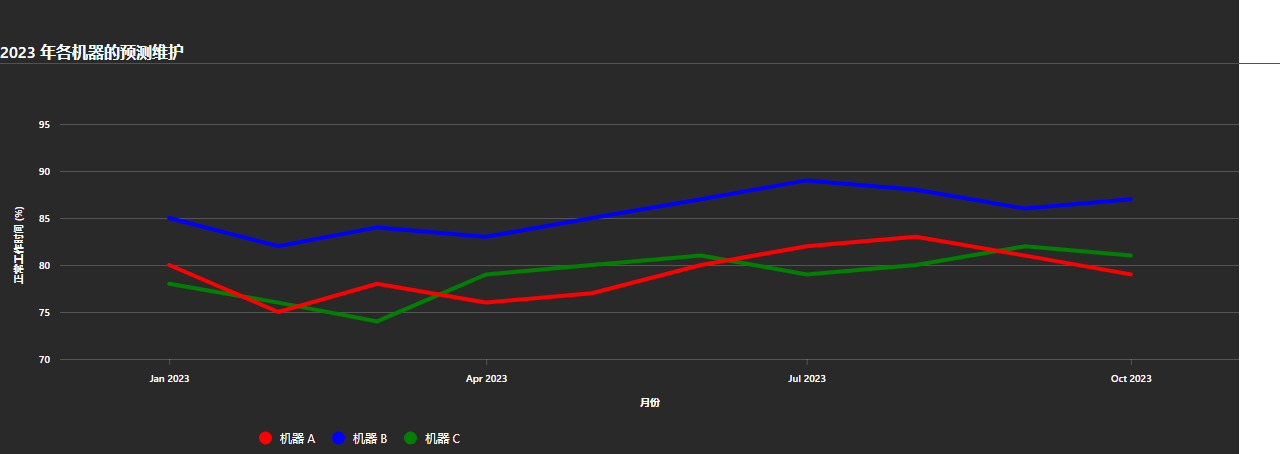 2023 年各机器的预测维护
95
90
85
80
75
70
正常工作时间 (%)
Jan 2023
Apr 2023
Jul 2023
Oct 2023
月份
机器 A
机器 B
机器 C